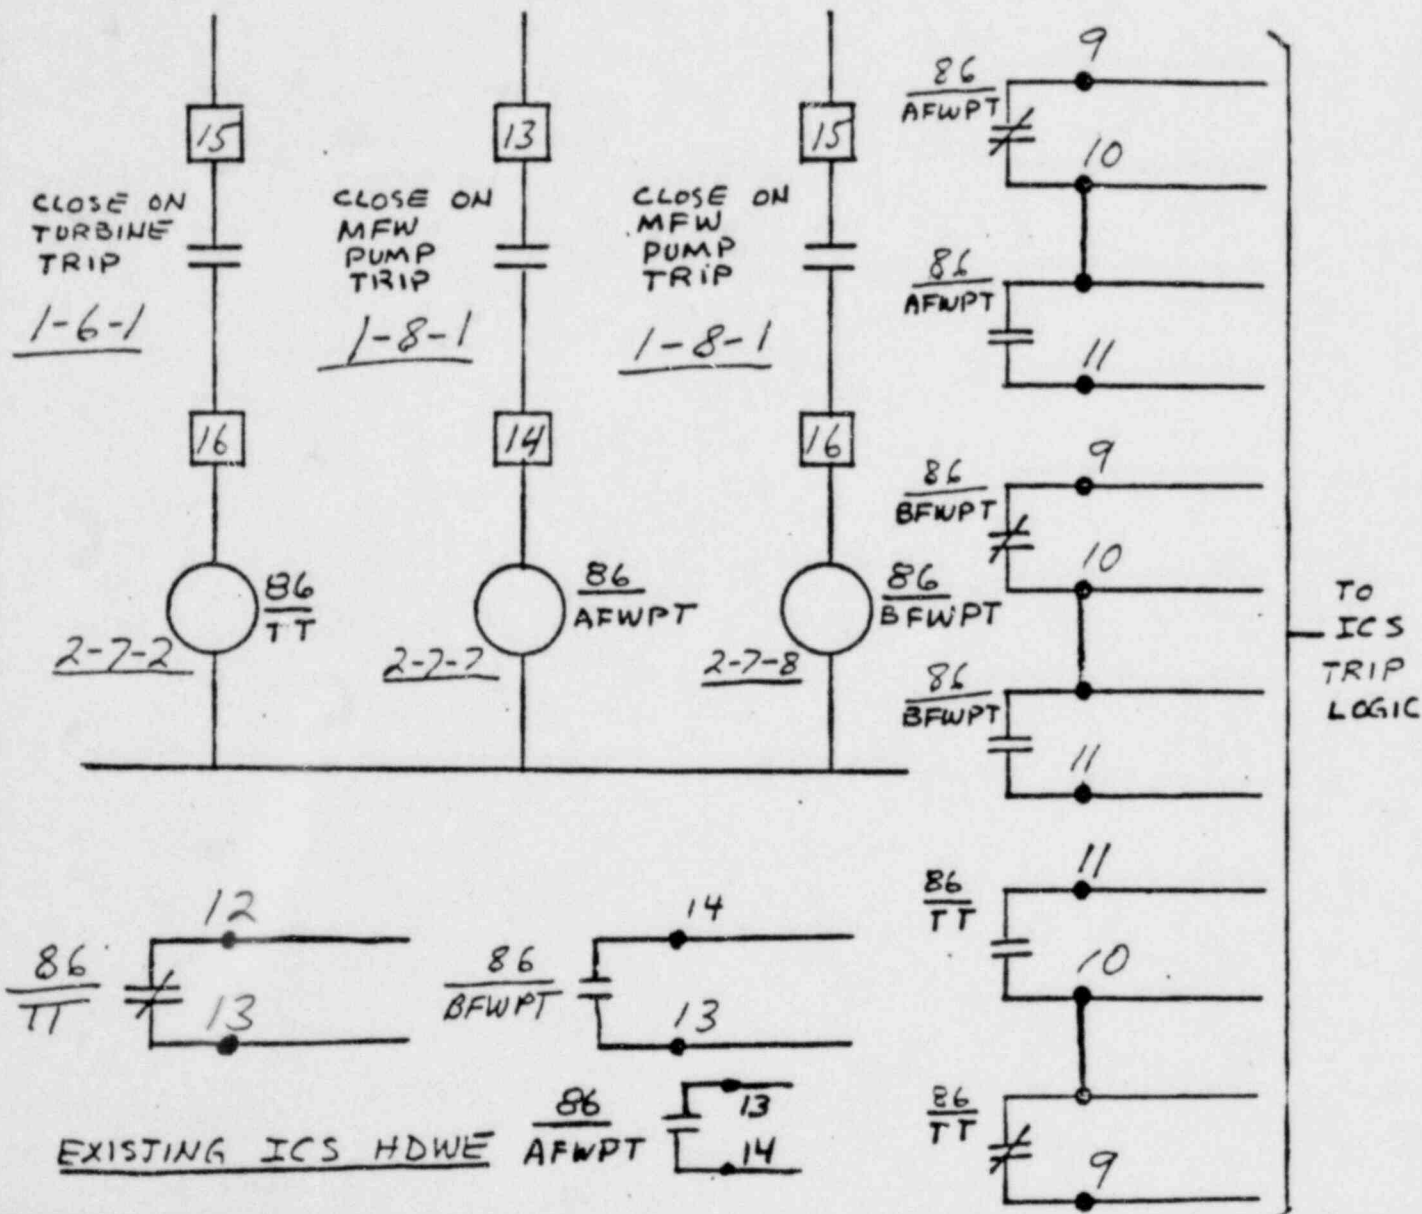 15
CLOSE ON
TURBINE
TRIP
1-6-1
16
86
TT
2-7-2
13
CLOSE ON
MFW
PUMP
TRIP
1-8-1
14
86
AFWPT
2-7-7
15
CLOSE ON
MFW
PUMP
TRIP
1-8-1
16
86
BFWPT
2-7-8
86
AFWPT
9
10
86
AFWPT
11
86
BFWPT
9
10
86
BFWPT
11
86
TT
11
10
86
TT
9
TO
ICS
TRIP
LOGIC
86
TT
12
13
86
BFWPT
14
13
86
AFWPT
13
14
EXISTING ICS HDWE